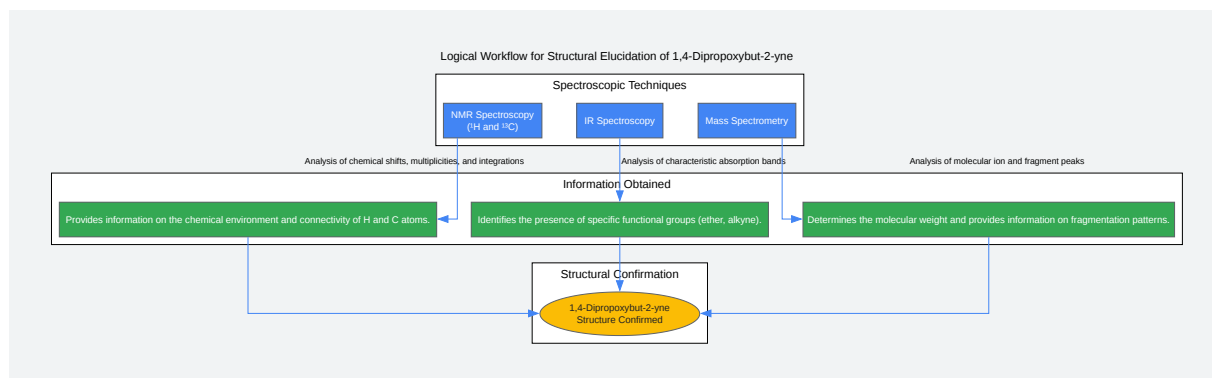 Logical Workflow for Structural Elucidation of 1,4-Dipropoxybut-2-yne
Spectroscopic Techniques
NMR Spectroscopy
(¹H and ¹³C)
IR Spectroscopy
Mass Spectrometry
Analysis of chemical shifts, multiplicities, and integrations
Analysis of characteristic absorption bands
Analysis of molecular ion and fragment peaks
Information Obtained
Provides information on the chemical environment and connectivity of H and C atoms.
Identifies the presence of specific functional groups (ether, alkyne).
Determines the molecular weight and provides information on fragmentation patterns.
Structural Confirmation
1,4-Dipropoxybut-2-yne
Structure Confirmed